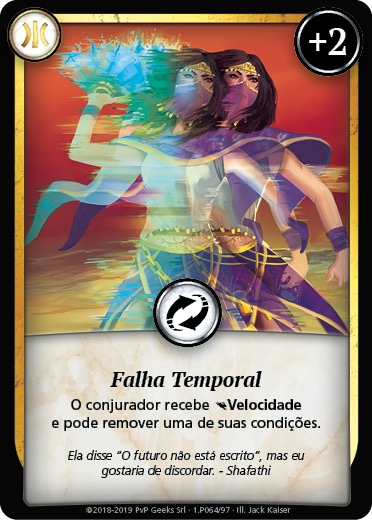 +2
Falha Temporal
O conjurador recebe Velocidade
e pode remover uma de suas condições.
Ela disse “O futuro não está escrito”, mas eu
gostaria de discordar. - Shafathi
©2018-2019 PvP Geeks Srl · 1.P064/97 · Ill. Jack Kaiser